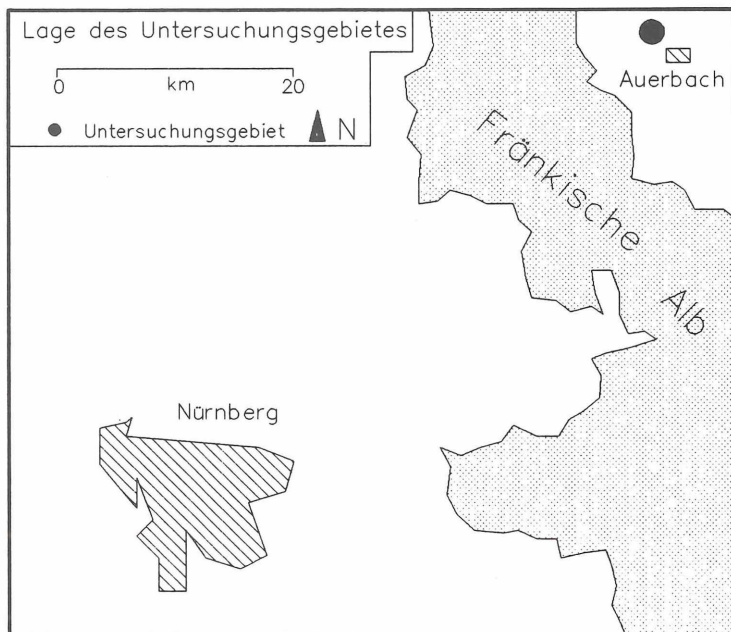 Lage des Untersuchungsgebietes
0 km 20
Untersuchungsgebiet N
Auerbach
Fränkische
Alb
Nürnberg